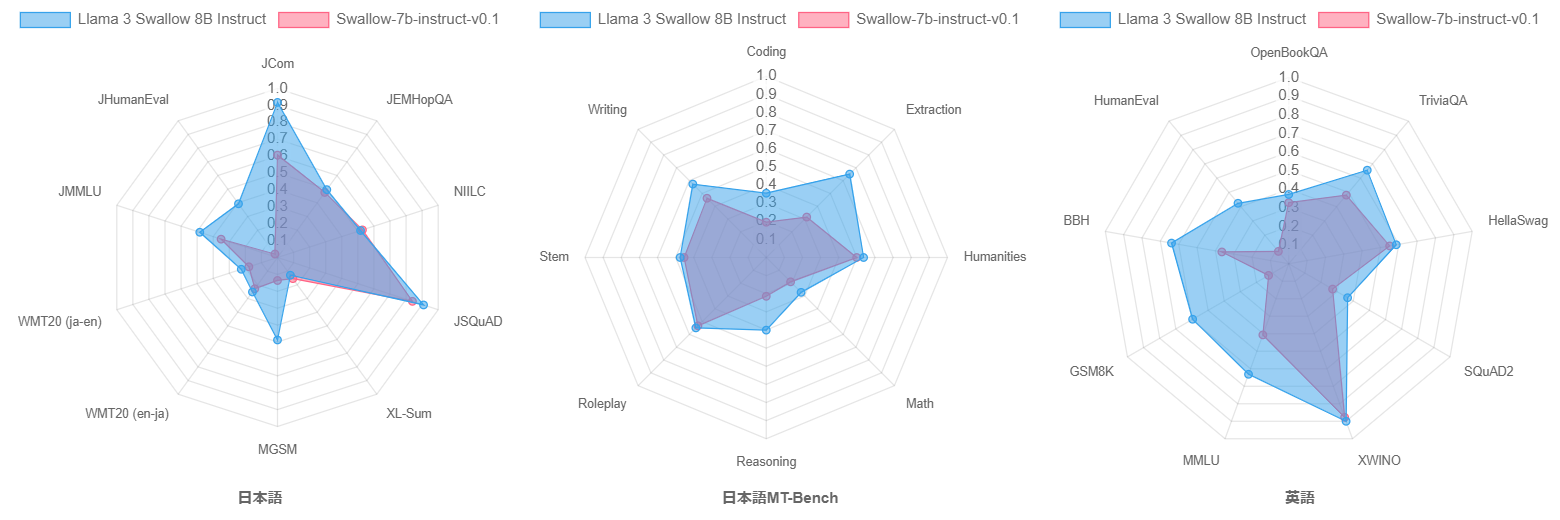 Llama 3 Swallow 8B Instruct
Swallow-7b-instruct-v0.1
JCom
JEMHopQA
NIILC
JSQuAD
XL-Sum
MGSM
WMT20 (en-ja)
WMT20 (ja-en)
JMMLU
JHumanEval
1.0
0.9
0.8
0.7
0.6
0.5
0.4
0.3
0.2
0.1
日本語
Llama 3 Swallow 8B Instruct
Swallow-7b-instruct-v0.1
Coding
Extraction
Humanities
Math
Reasoning
Roleplay
Stem
Writing
1.0
0.9
0.8
0.7
0.6
0.5
0.4
0.3
0.2
0.1
日本語MT-Bench
Llama 3 Swallow 8B Instruct
Swallow-7b-instruct-v0.1
OpenBookQA
TriviaQA
HellaSwag
SQuAD2
XWINO
MMLU
GSM8K
BBH
HumanEval
1.0
0.9
0.8
0.7
0.6
0.5
0.4
0.3
0.2
0.1
英語